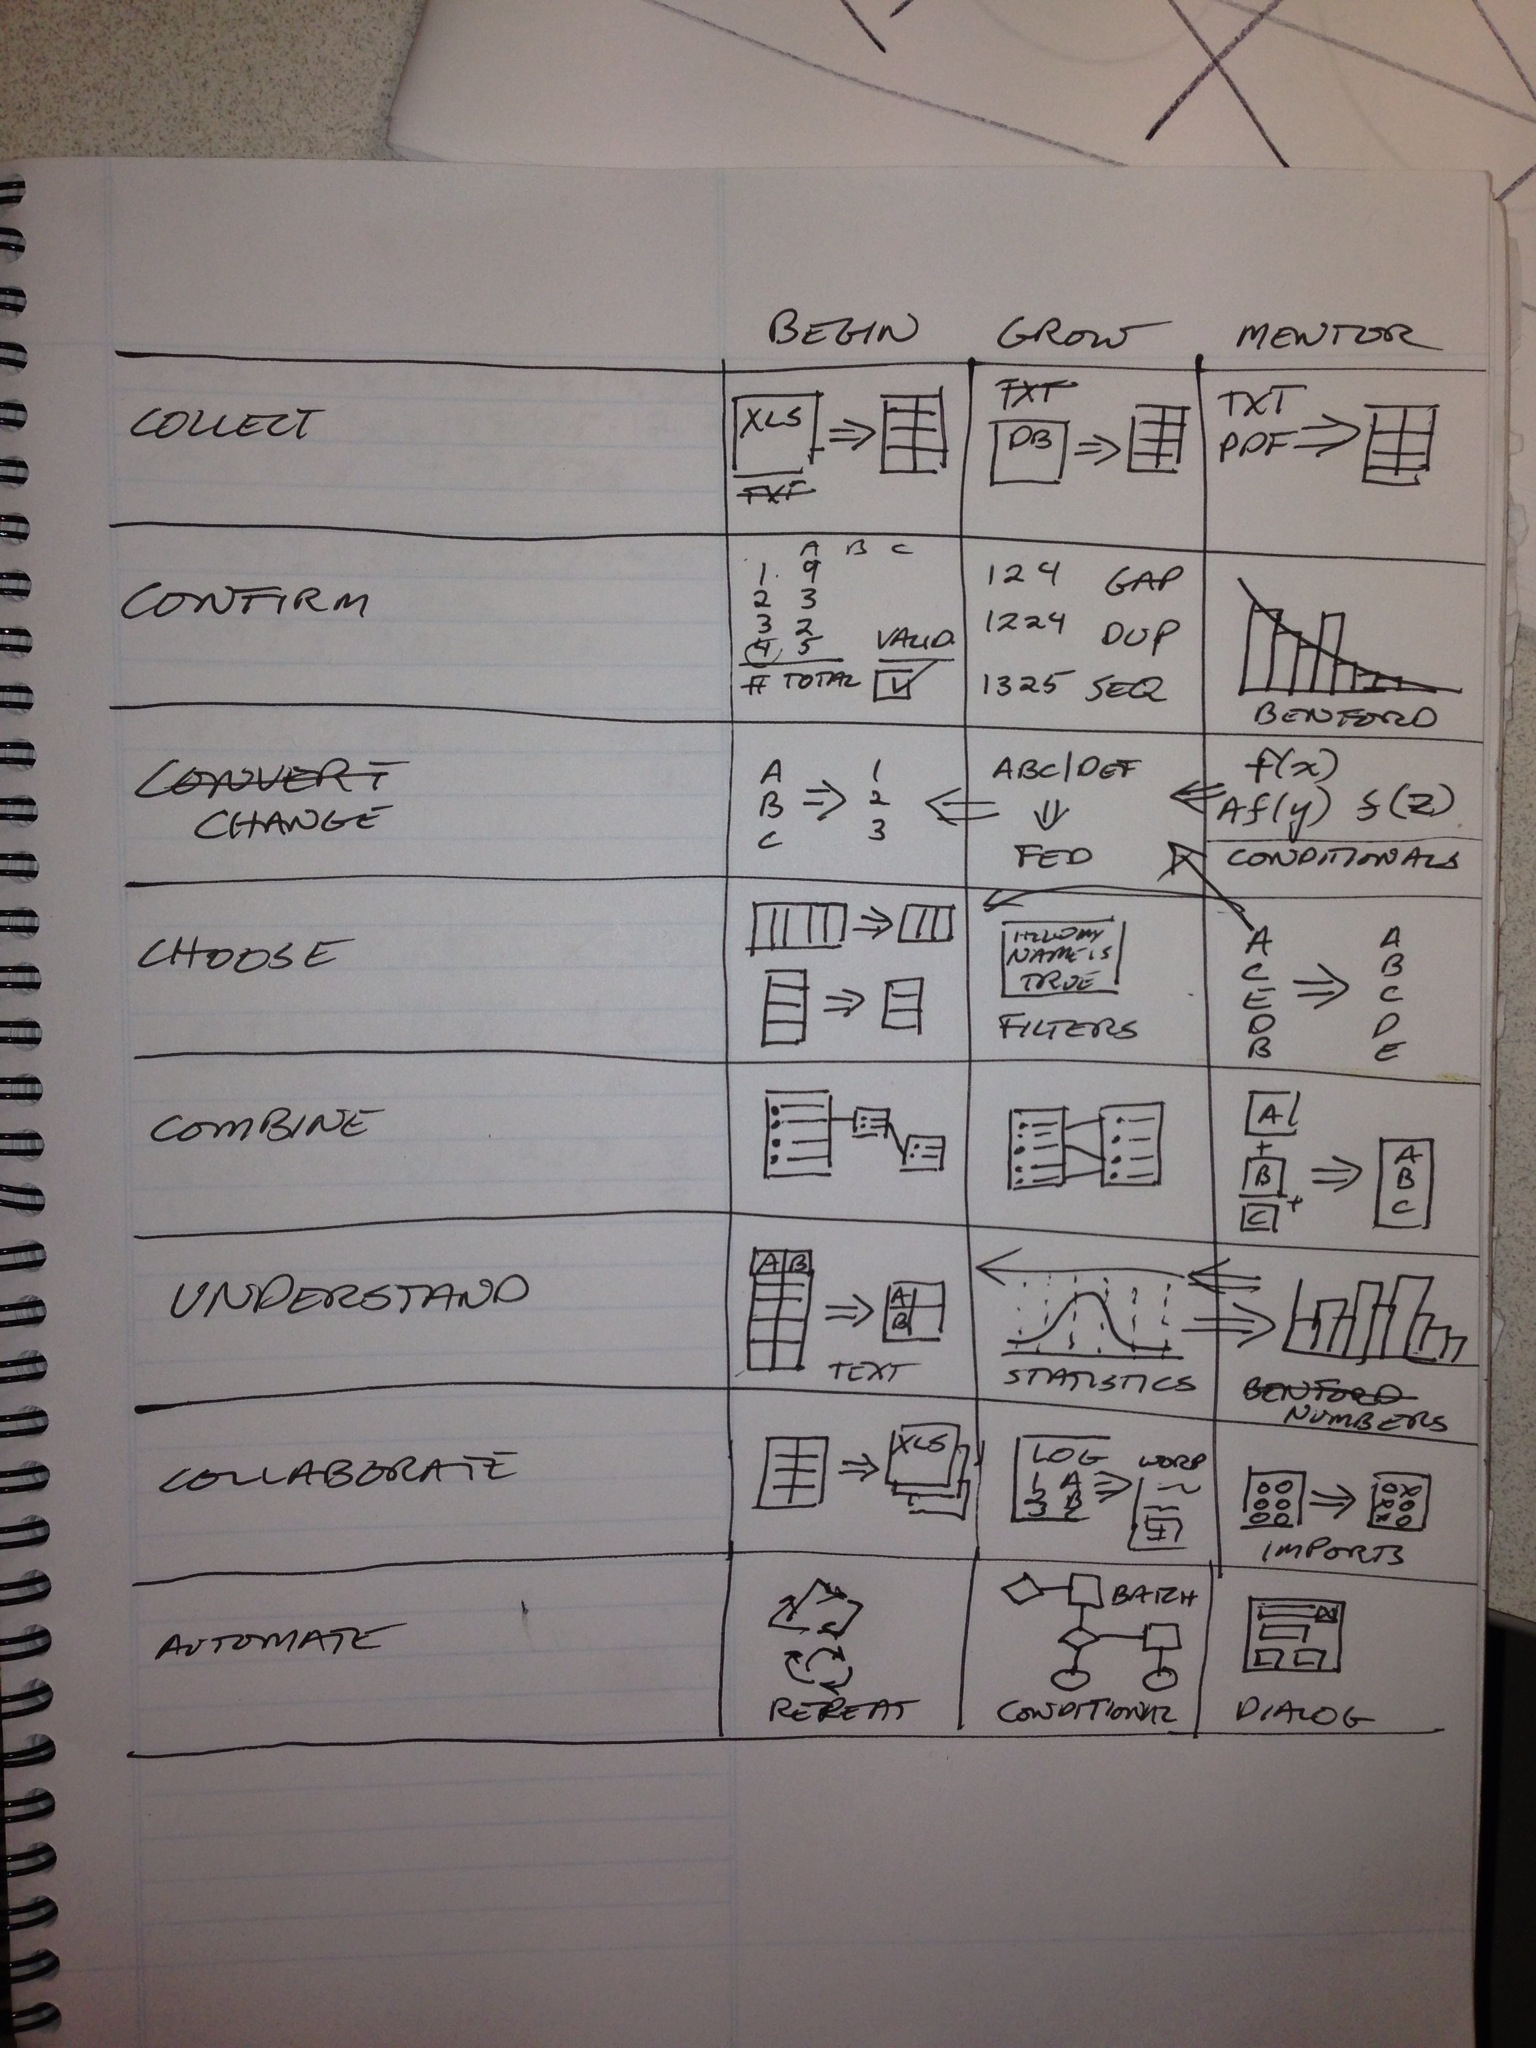 BEGIN GROW MENTOR
COLLECT
XLS
TXT
TXT
DB
TXT
PDF
CONFIRM
A B C
1. 9
2 3
3 2
4 5
# TOTAL
VALID
124 GAP
1224 DUP
1325 SEQ
BENFORD
CONVERT
CHANGE
A 1
B 2
C 3
ABC/DEF
FED
f(x)
Af(y) f(z)
CONDITIONALS
CHOOSE
HELLO MY
NAME IS
TRUE
FILTERS
A A
C B
E C
D D
B E
COMBINE
A
+
B
C +
A
B
C
UNDERSTAND
A B
A
B
TEXT
STATISTICS
BENFORD
NUMBERS
COLLABORATE
XLS
LOG
1 A
2 B
3
WORD
IMPORTS
AUTOMATE
REPEAT
BATCH
CONDITIONAL
DIALOG